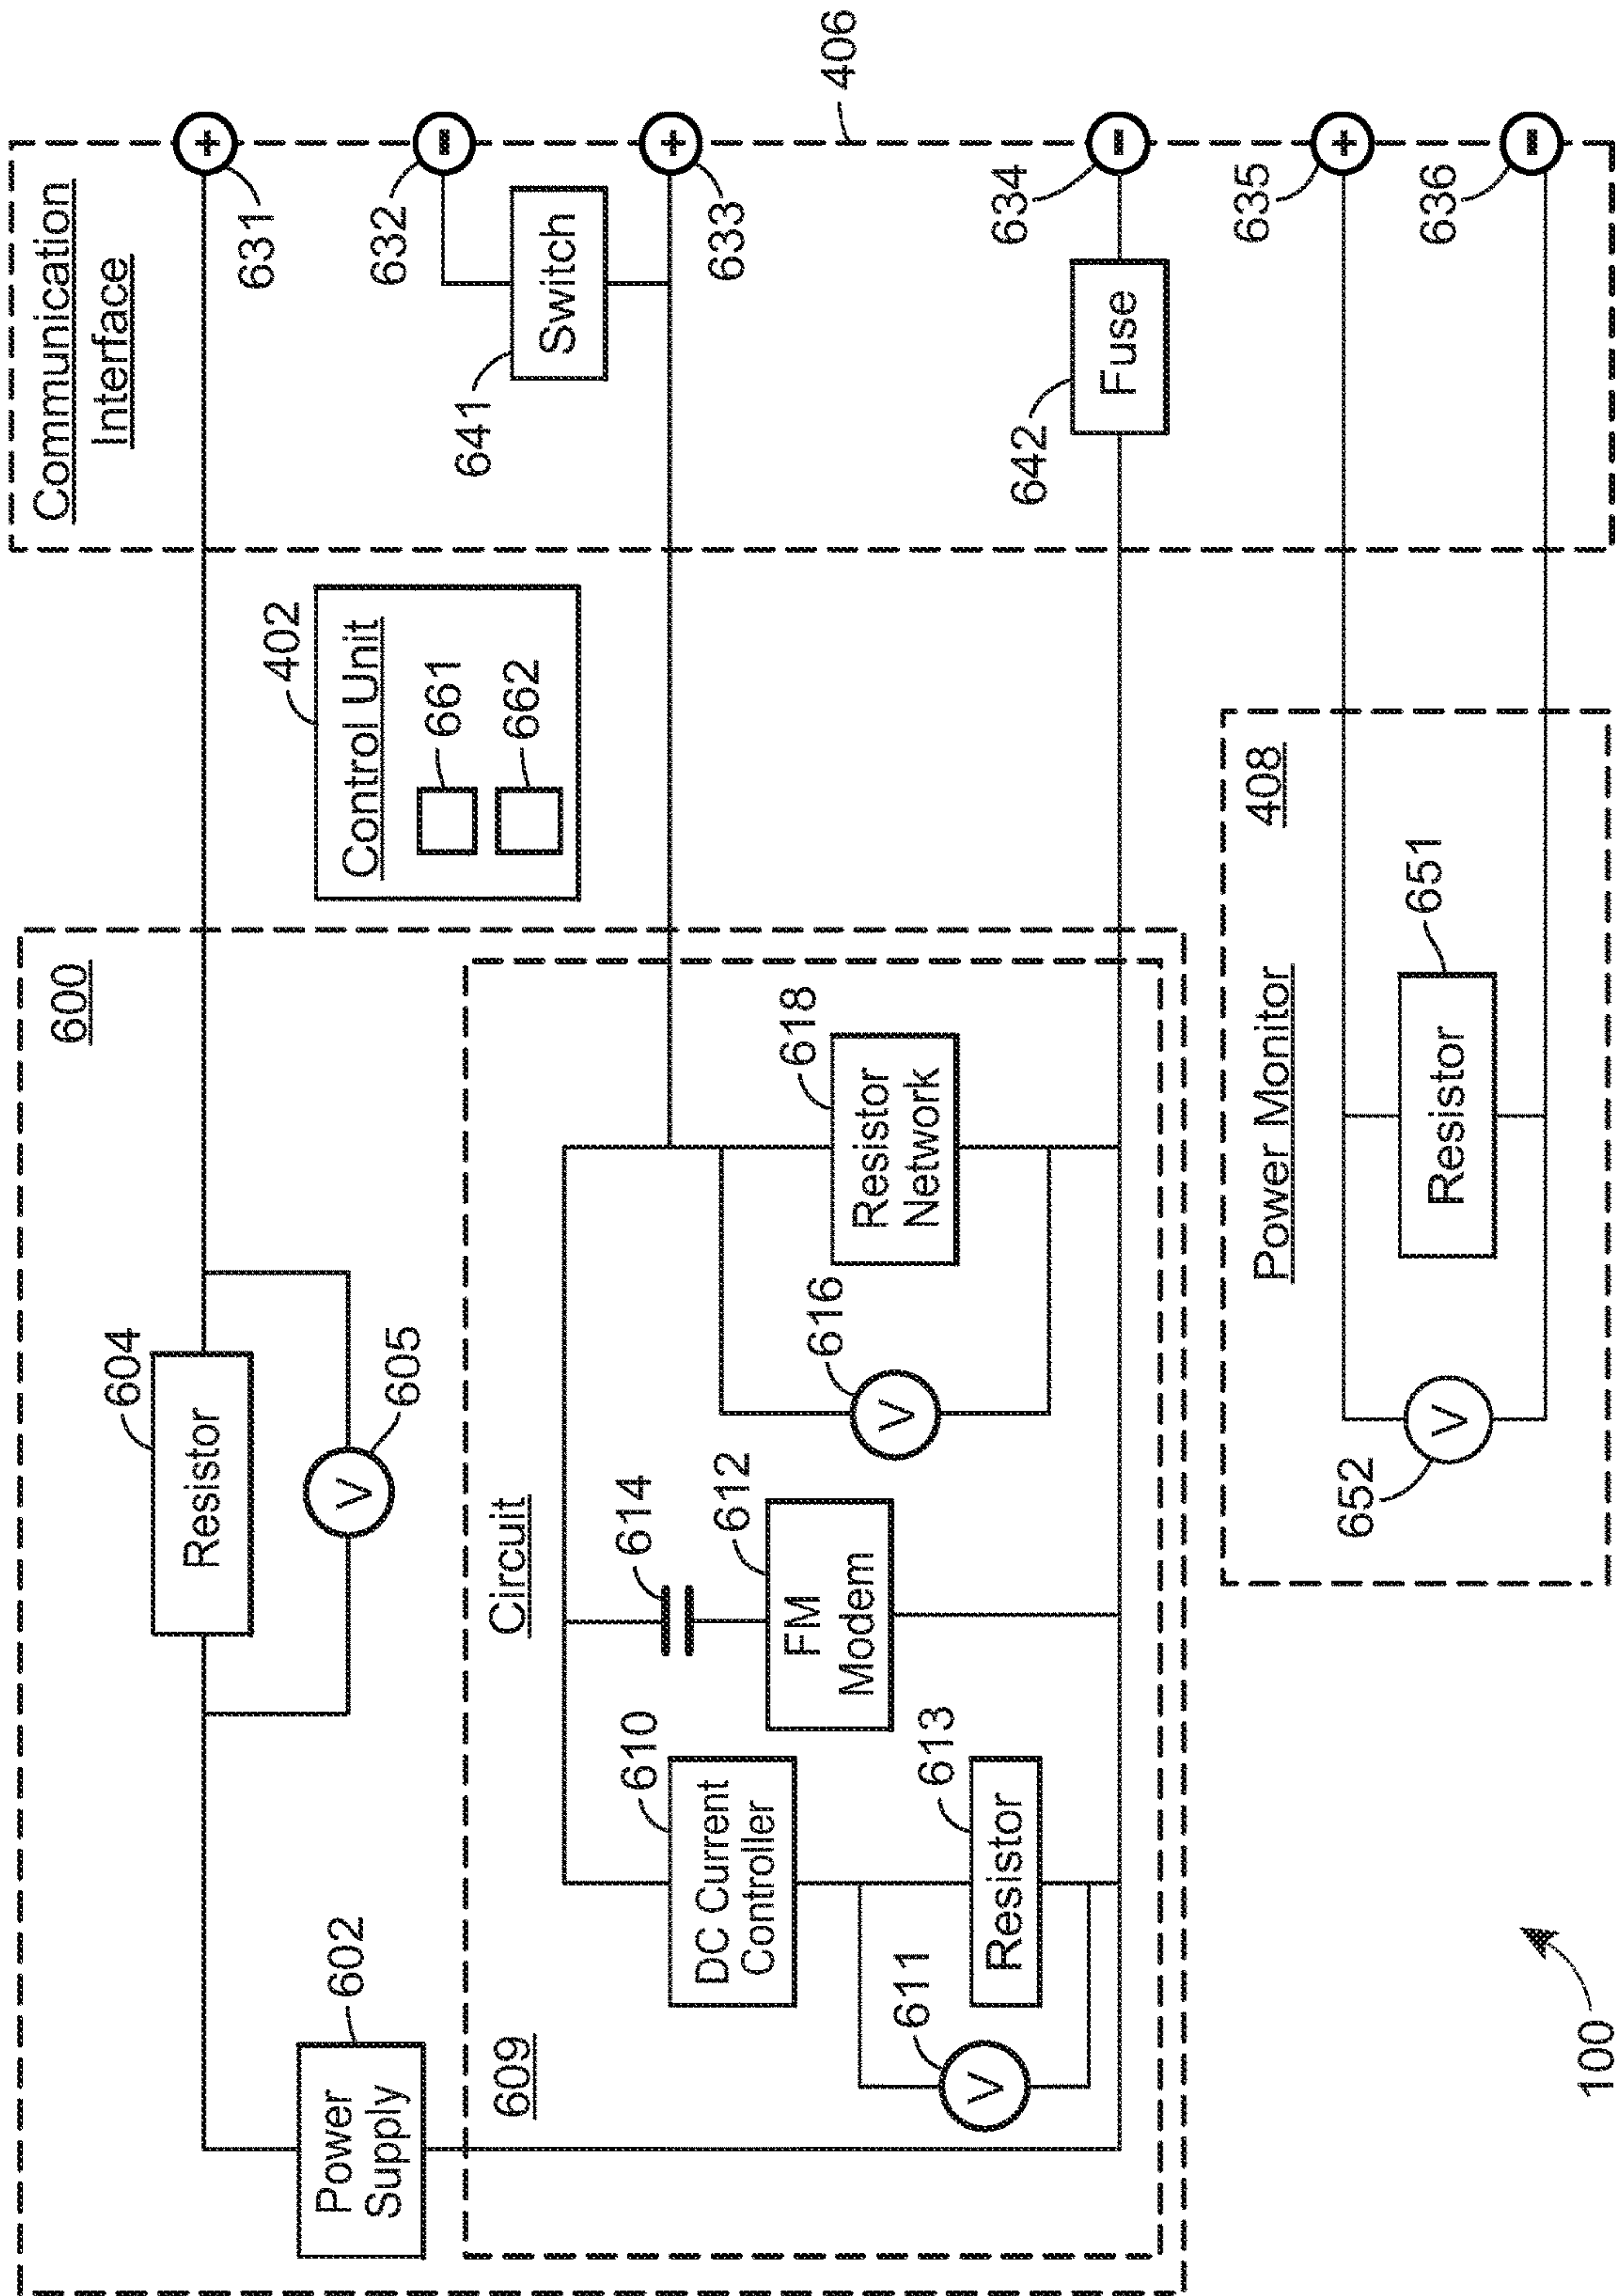 600
Power
Supply
602
Resistor
604
V
605
Circuit
609
DC Current
Controller
610
V
611
Resistor
613
614
FM
Modem
612
V
616
Resistor
Network
618
Control Unit
402
661
662
Communication
Interface
+
631
-
632
Switch
641
+
633
406
Fuse
642
-
634
+
635
-
636
Power Monitor
408
Resistor
651
V
652
100